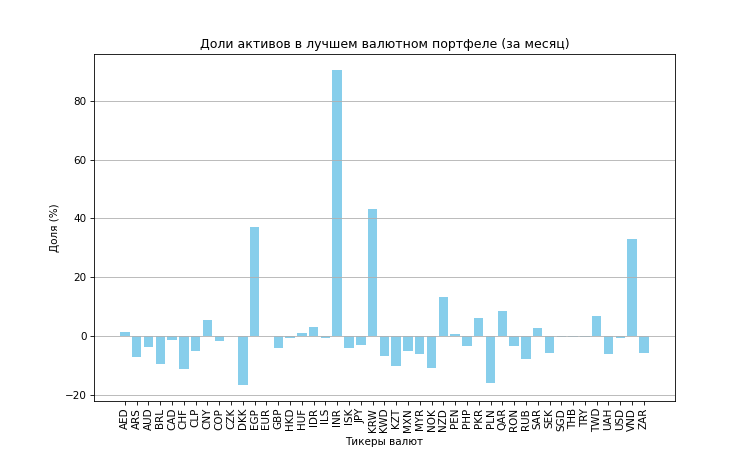 Доли активов в лучшем валютном портфеле (за месяц)
Доля (%)
80
60
40
20
0
−20
AED ARS AUD BRL CAD CHF CLP CNY COP CZK DKK EGP EUR GBP HKD HUF IDR ILS INR ISK JPY KRW KWD KZT MXN MYR NOK NZD PEN PHP PKR PLN QAR RON RUB SAR SEK SGD THB TRY TWD UAH USD VND ZAR
Тикеры валют